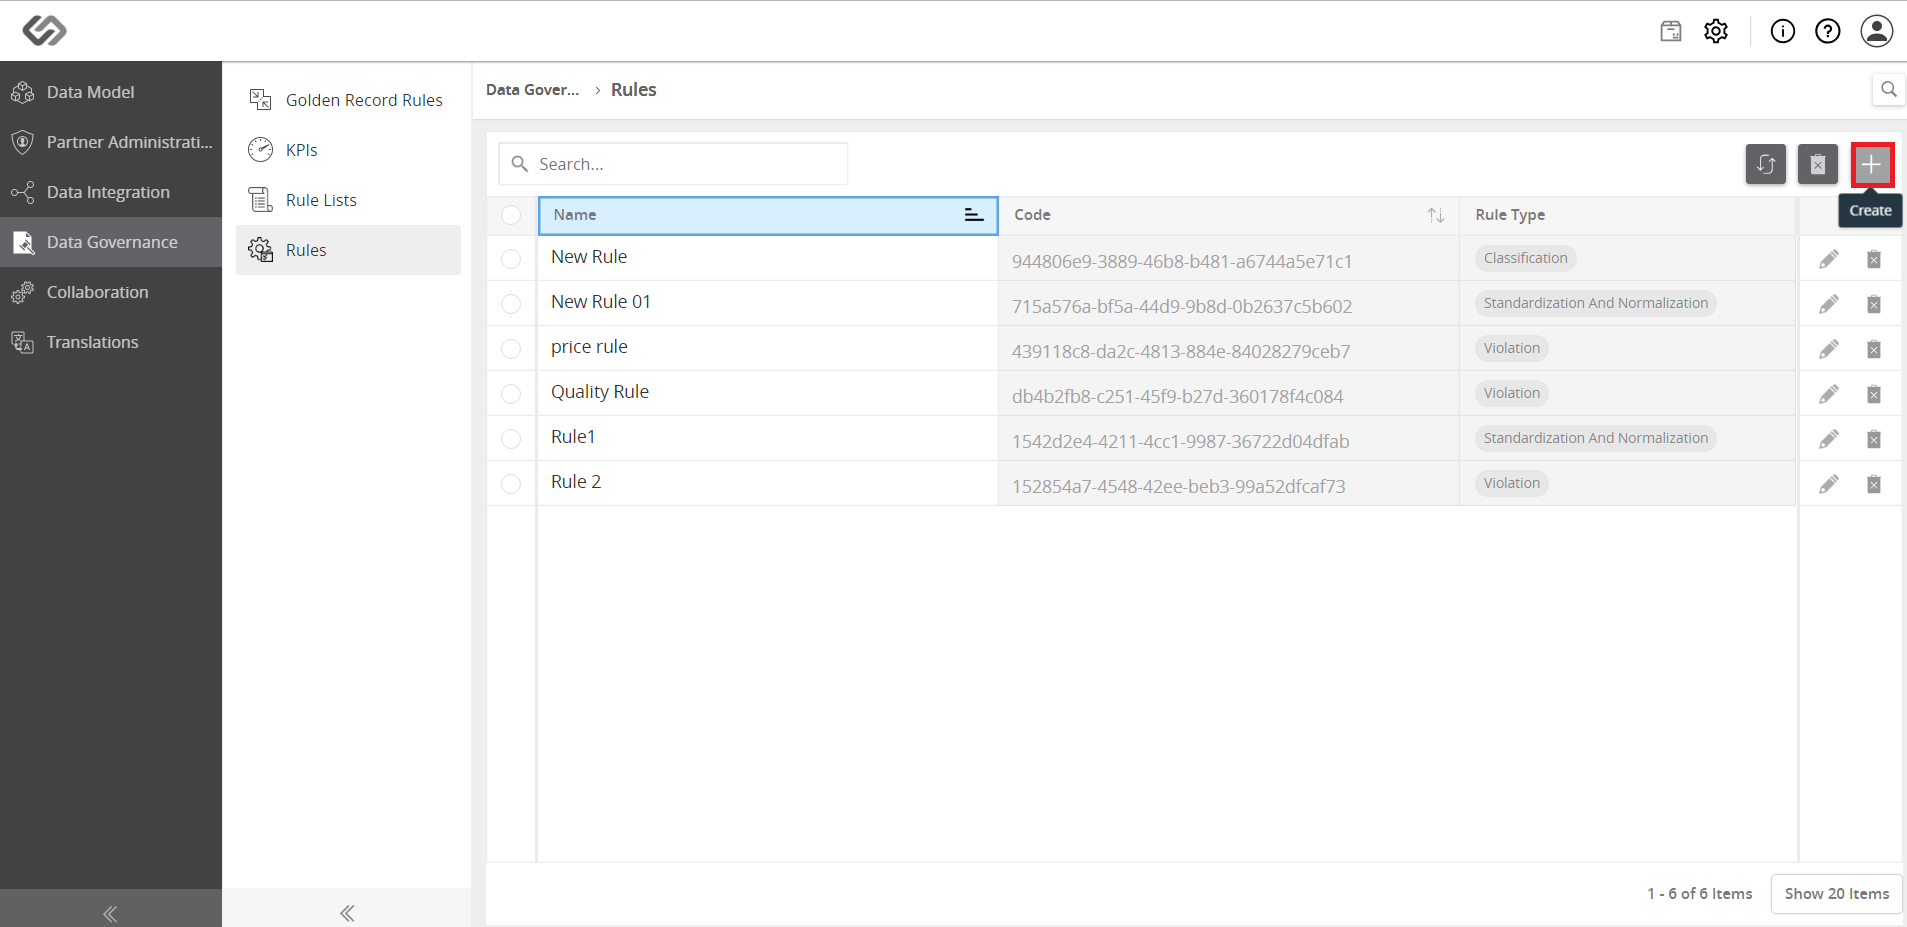 Data Model
Partner Administrati...
Data Integration
Data Governance
Collaboration
Translations
Golden Record Rules
KPIs
Rule Lists
Rules
Data Gover... › Rules
Search...
Create
Name Code Rule Type
New Rule 944806e9-3889-46b8-b481-a6744a5e71c1 Classification
New Rule 01 715a576a-bf5a-44d9-9b8d-0b2637c5b602 Standardization And Normalization
price rule 439118c8-da2c-4813-884e-84028279ceb7 Violation
Quality Rule db4b2fb8-c251-45f9-b27d-360178f4c084 Violation
Rule1 1542d2e4-4211-4cc1-9987-36722d04dfab Standardization And Normalization
Rule 2 152854a7-4548-42ee-beb3-99a52dfcaf73 Violation
1 - 6 of 6 Items Show 20 Items